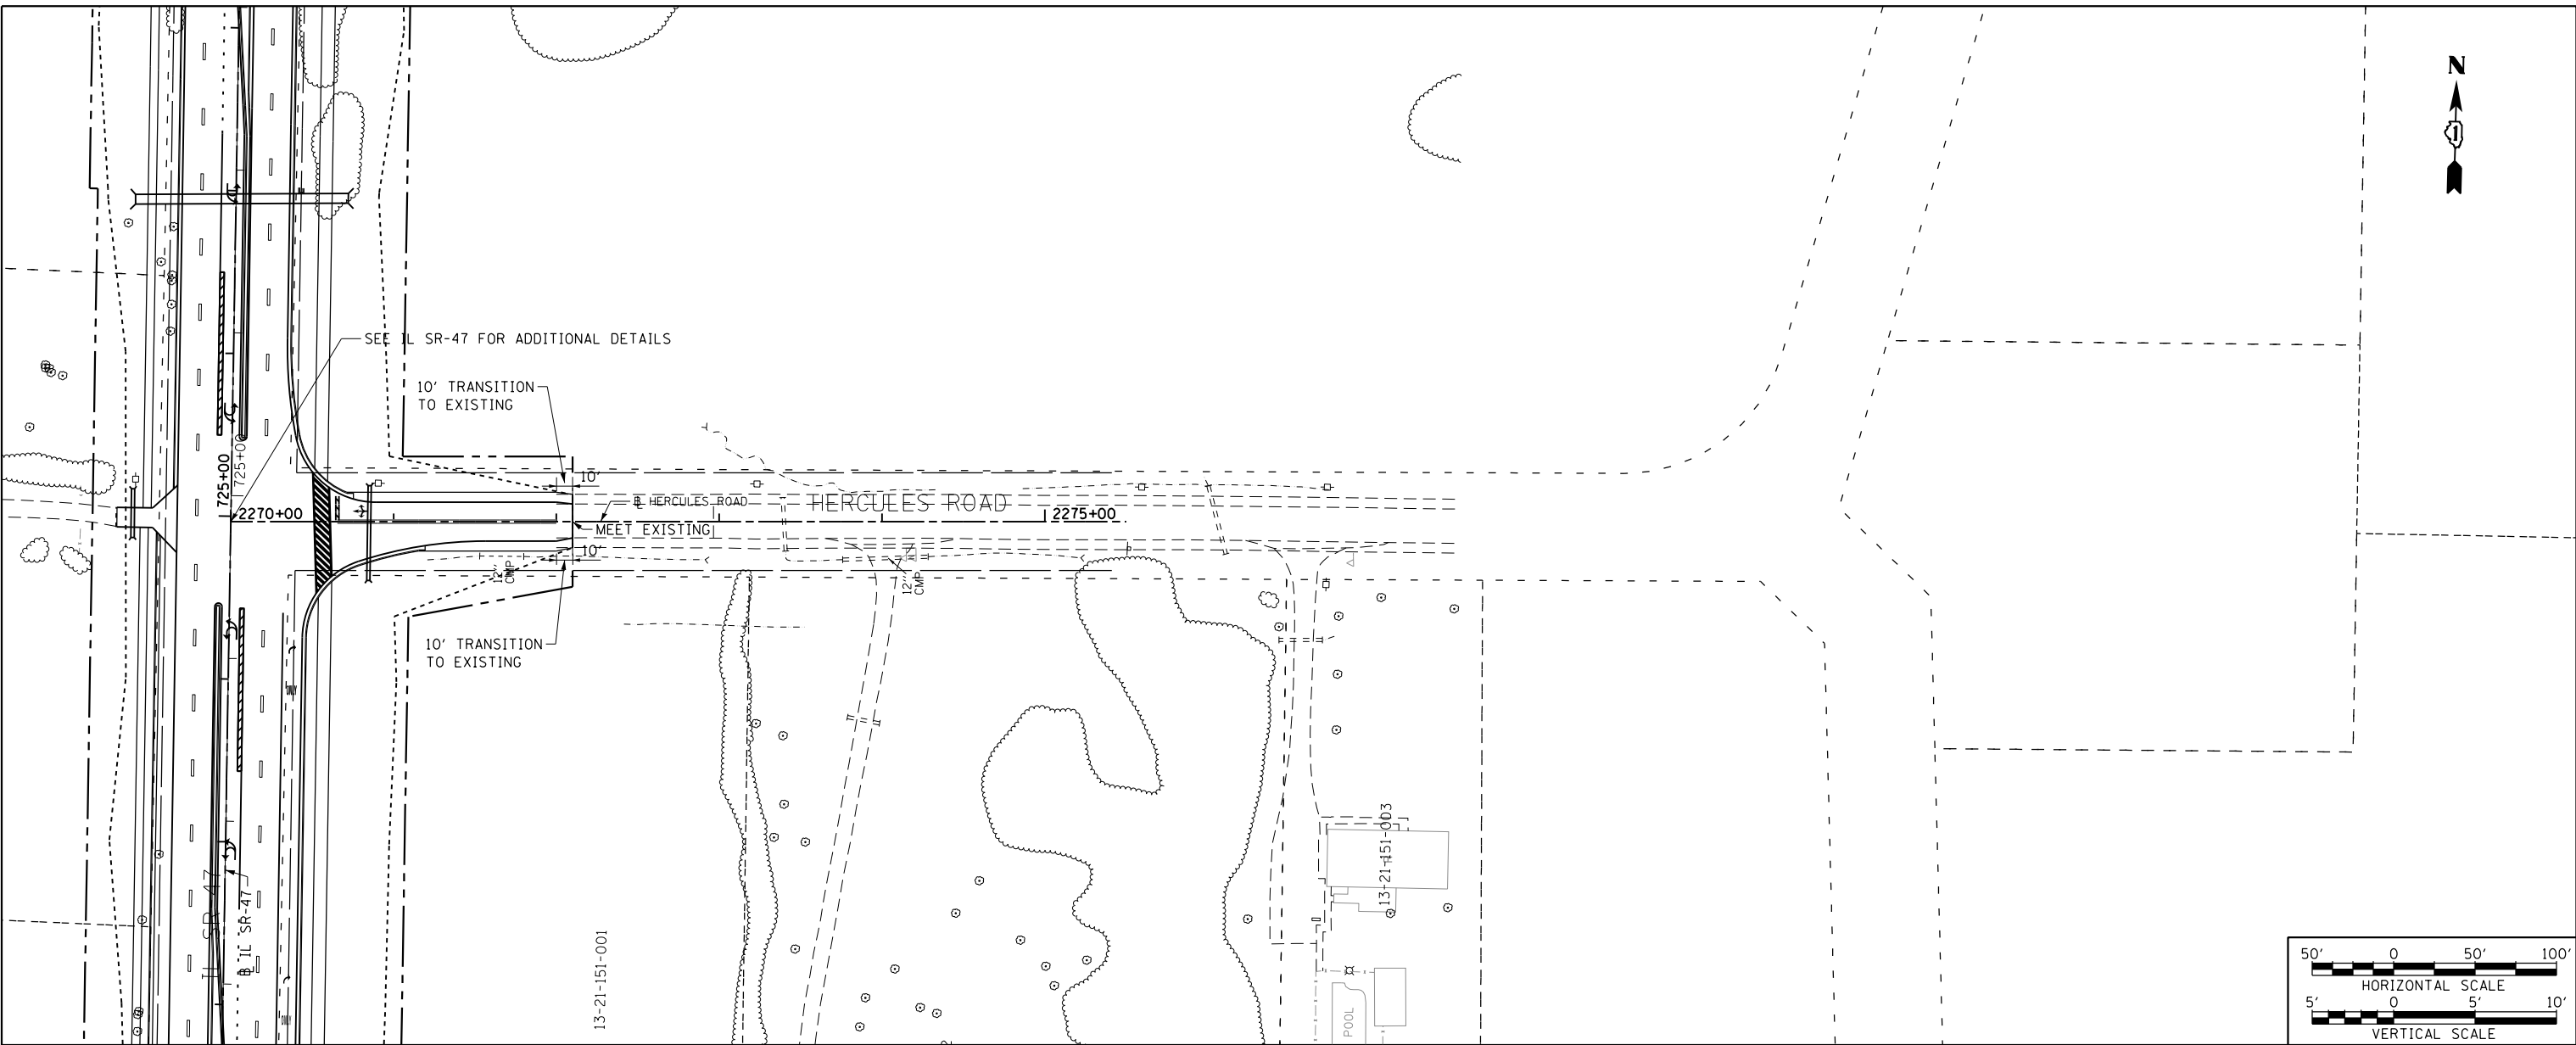 N
1
SEE IL SR-47 FOR ADDITIONAL DETAILS
10' TRANSITION
TO EXISTING
725+00
725+00
2270+00
10'
℄ HERCULES ROAD
HERCULES ROAD
2275+00
MEET EXISTING
10'
12"
CMP
12"
CMP
10' TRANSITION
TO EXISTING
ONLY
IL SR-47
B IL SR-47
ONLY
13-21-151-001
13-21-151-003
POOL
50' 0 50' 100'
HORIZONTAL SCALE
5' 0 5' 10'
VERTICAL SCALE